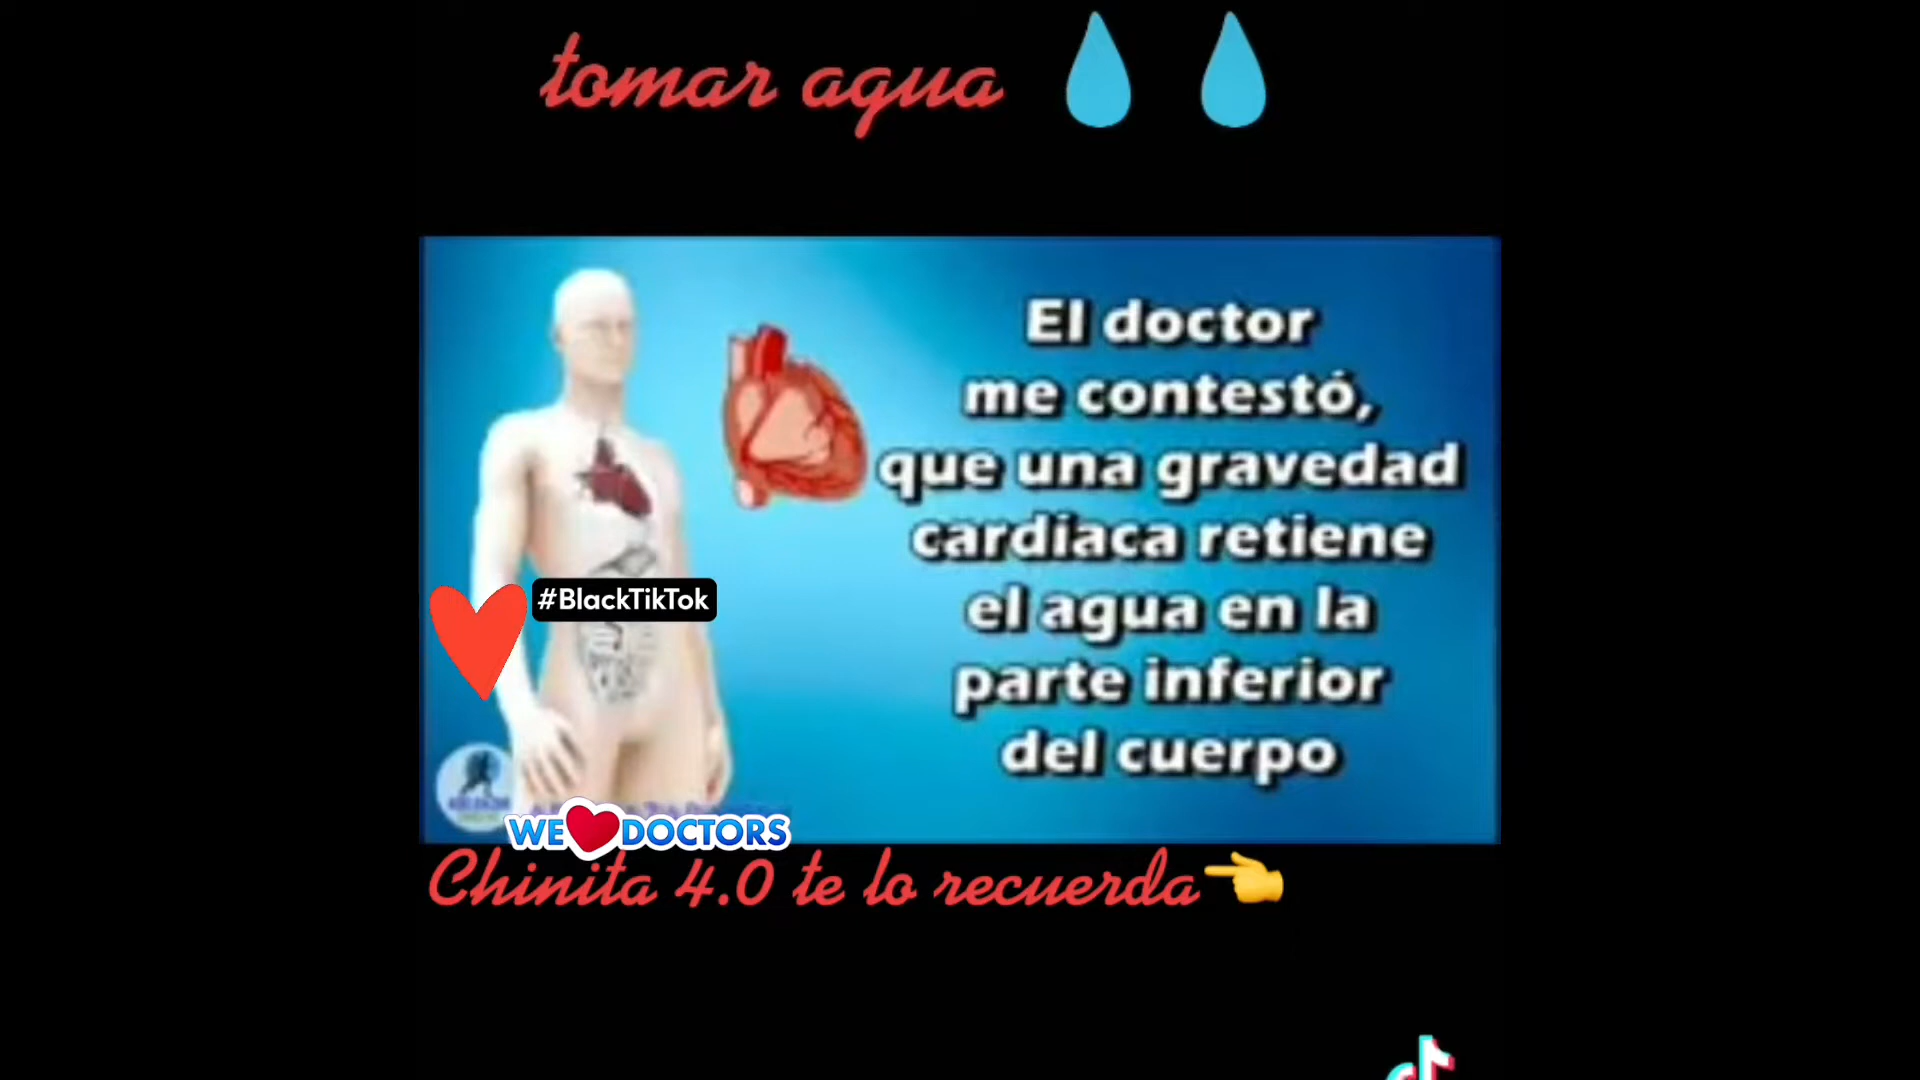 tomar agua
El doctor
me contestó,
que una gravedad
cardíaca retiene
el agua en la
parte inferior
del cuerpo
#BlackTikTok
WE DOCTORS
Chinita 4.0 te lo recuerda